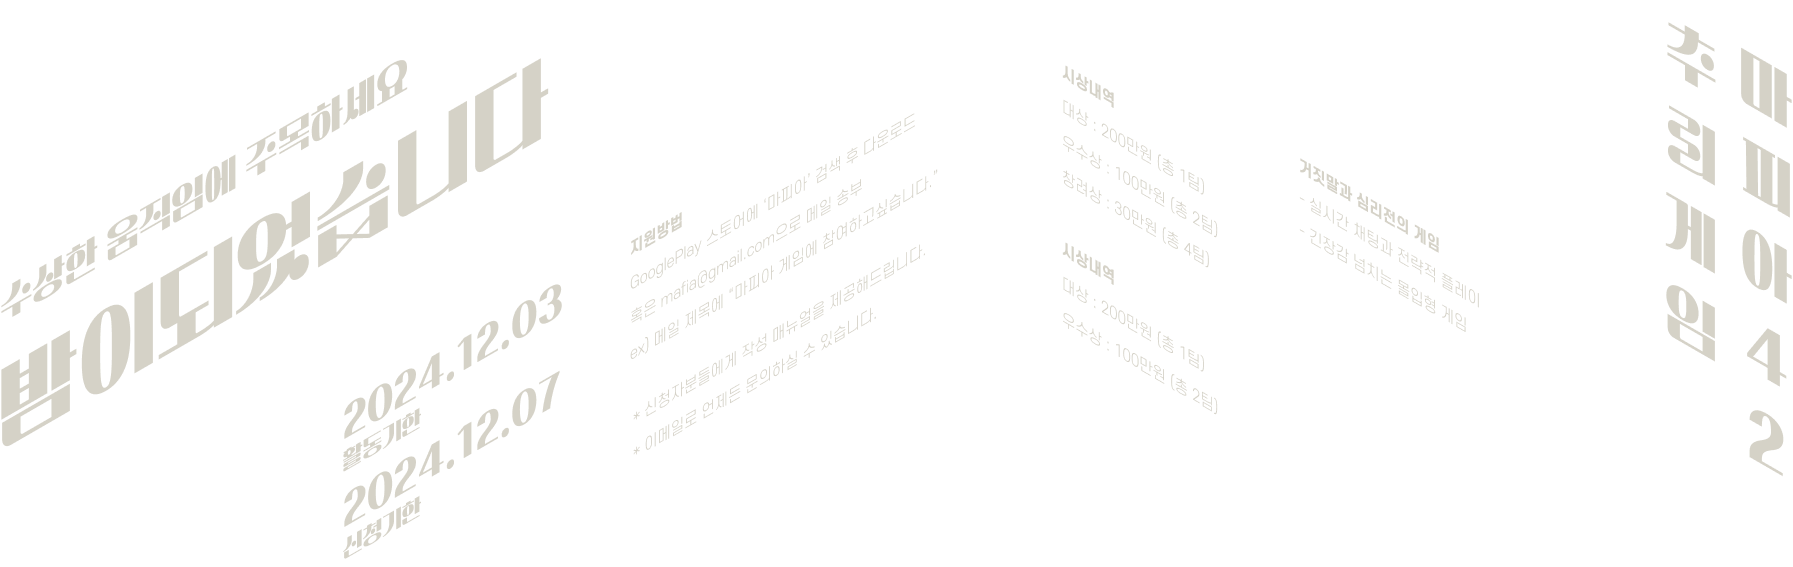 수상한 움직임에 주목하세요
밤이되었습니다
2024.12.03
활동기한
2024.12.07
신청기한
지원방법
GooglePlay 스토어에 '마피아' 검색 후 다운로드
혹은 mafia@gmail.com으로 메일 송부
ex) 메일 제목에 "마피아 게임에 참여하고싶습니다."
* 신청자분들에게 작성 매뉴얼을 제공해드립니다.
* 이메일로 언제든 문의하실 수 있습니다.
시상내역
대상 : 200만원 (총 1팀)
우수상 : 100만원 (총 2팀)
창려상 : 30만원 (총 4팀)
시상내역
대상 : 200만원 (총 1팀)
우수상 : 100만원 (총 2팀)
거짓말과 심리전의 게임
- 실시간 채팅과 전략적 플레이
- 긴장감 넘치는 몰입형 게임
마피아42
추리게임